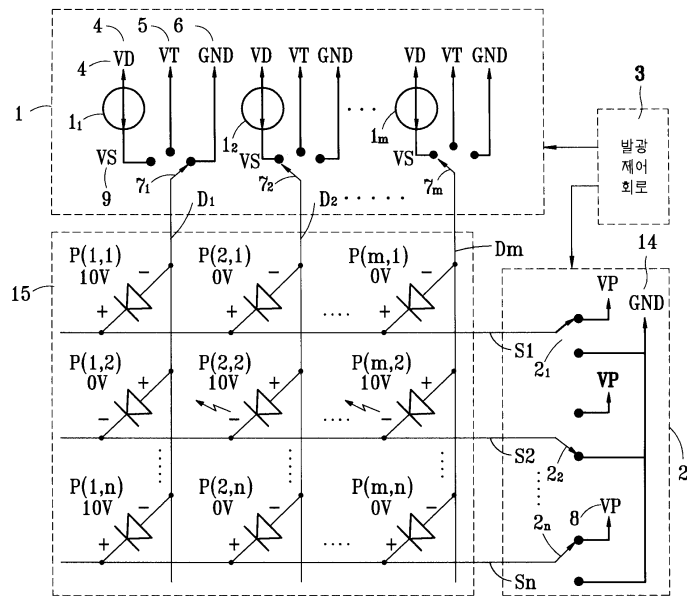 4 5 6
4 VD VT GND VD VT GND VD VT GND
3
1
1₁ 1₂ 1m
발광
제어
회로
VS VS VS
9 7₁ 7₂ 7m
D₁ D₂ Dm
14
15
P(1,1) P(2,1) P(m,1)
10V 0V 0V
VP GND
S1 2₁
P(1,2) P(2,2) P(m,2)
0V 10V 10V
VP
S2 2₂ 2
P(1,n) P(2,n) P(m,n)
10V 0V 0V
8 VP
2n
Sn